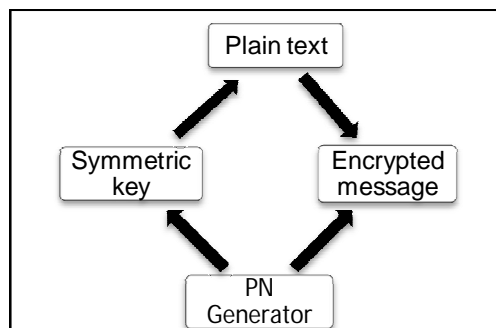 Plain text
Symmetric
key
Encrypted
message
PN
Generator